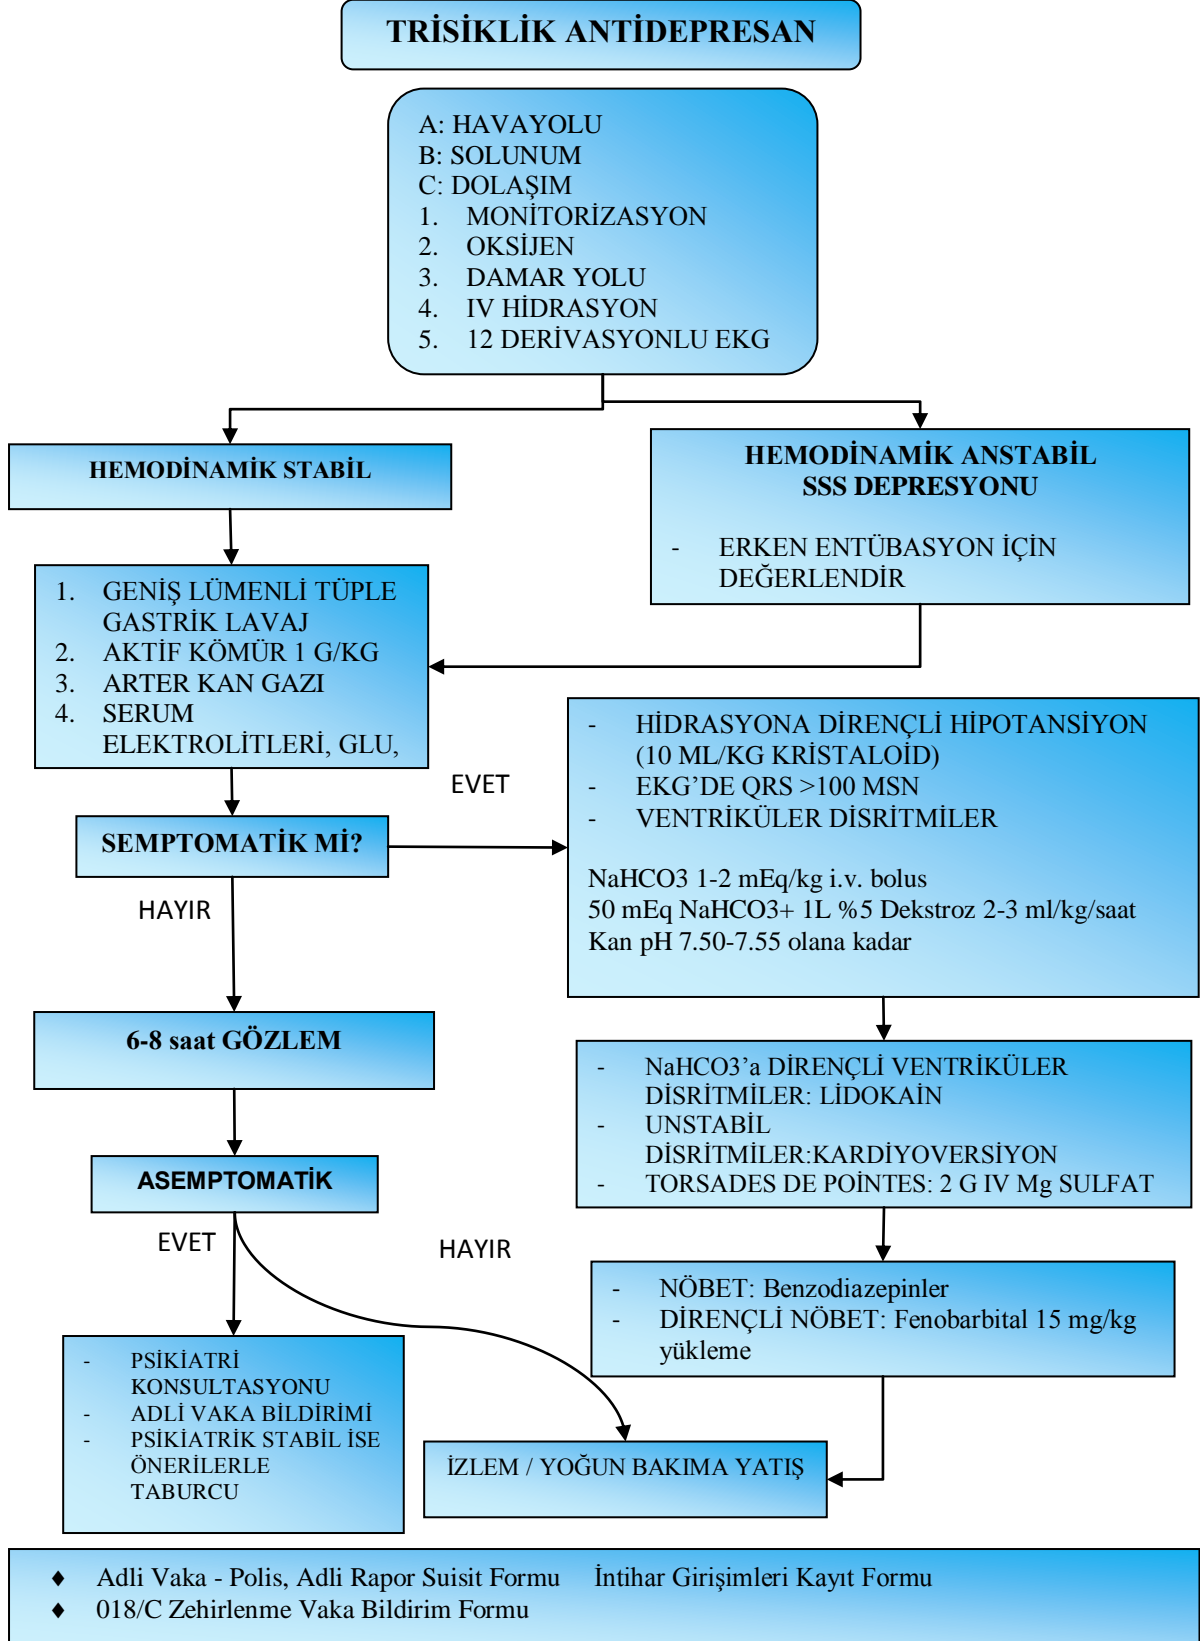 TRİSİKLİK ANTİDEPRESAN
A: HAVAYOLU
B: SOLUNUM
C: DOLAŞIM
1. MONİTORİZASYON
2. OKSİJEN
3. DAMAR YOLU
4. IV HİDRASYON
5. 12 DERİVASYONLU EKG
HEMODİNAMİK STABİL
HEMODİNAMİK ANSTABİL
SSS DEPRESYONU
- ERKEN ENTÜBASYON İÇİN
DEĞERLENDİR
1. GENİŞ LÜMENLİ TÜPLE
GASTRİK LAVAJ
2. AKTİF KÖMÜR 1 G/KG
3. ARTER KAN GAZI
4. SERUM
ELEKTROLİTLERİ, GLU,
SEMPTOMATİK Mİ?
EVET
- HİDRASYONA DİRENÇLİ HİPOTANSİYON
(10 ML/KG KRİSTALOİD)
- EKG’DE QRS >100 MSN
- VENTRİKÜLER DISRİTMİLER
NaHCO3 1-2 mEq/kg i.v. bolus
50 mEq NaHCO3+ 1L %5 Dekstroz 2-3 ml/kg/saat
Kan pH 7.50-7.55 olana kadar
HAYIR
6-8 saat GÖZLEM
- NaHCO3’a DİRENÇLİ VENTRİKÜLER
DİSRİTMİLER: LİDOKAİN
- UNSTABİL
DİSRİTMİLER:KARDİYOVERSİYON
- TORSADES DE POİNTES: 2 G IV Mg SULFAT
ASEMPTOMATİK
EVET
HAYIR
- NÖBET: Benzodiazepinler
- DİRENÇLİ NÖBET: Fenobarbital 15 mg/kg
yükleme
- PSİKİATRİ
KONSULTASYONU
- ADLİ VAKA BİLDİRİMİ
- PSİKİATRİK STABİL İSE
ÖNERİLERLE
TABURCU
İZLEM / YOĞUN BAKIMA YATIŞ
♦ Adli Vaka - Polis, Adli Rapor Suisit Formu İntihar Girişimleri Kayıt Formu
♦ 018/C Zehirlenme Vaka Bildirim Formu